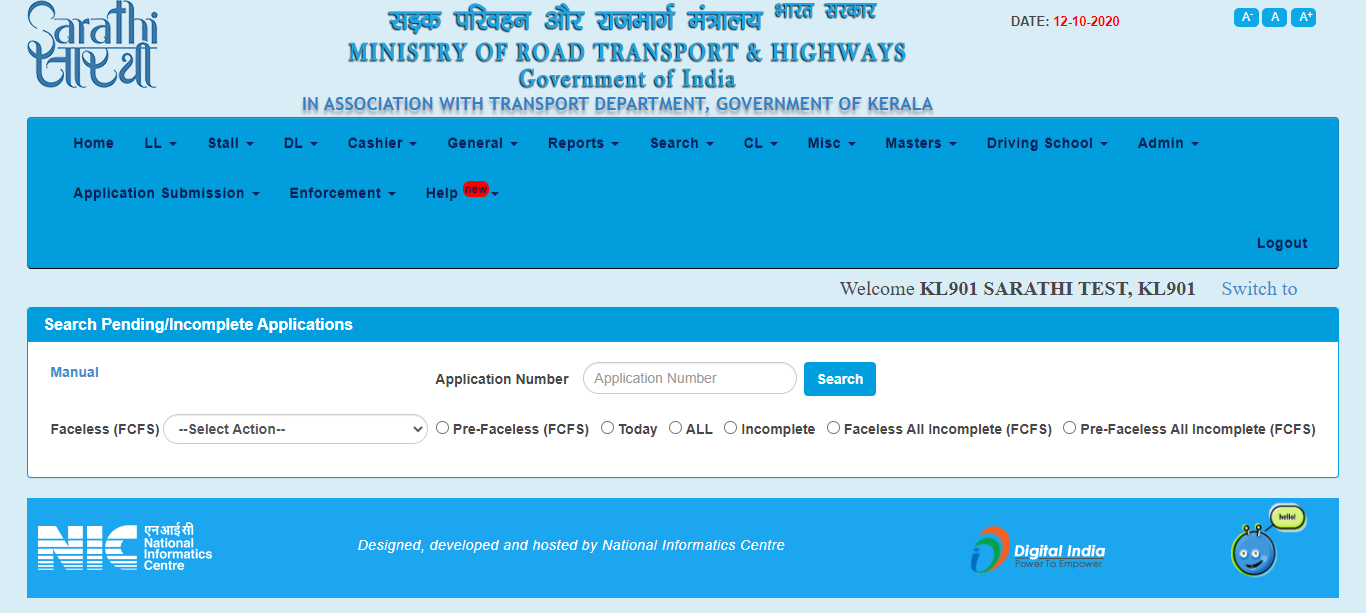 Sarathi
सारथी
सड़क परिवहन और राजमार्ग मंत्रालय भारत सरकार
MINISTRY OF ROAD TRANSPORT & HIGHWAYS
Government of India
IN ASSOCIATION WITH TRANSPORT DEPARTMENT, GOVERNMENT OF KERALA
DATE: 12-10-2020
A- A A+
Home LL Stall DL Cashier General Reports Search CL Misc Masters Driving School Admin
Application Submission Enforcement Help new
Logout
Welcome KL901 SARATHI TEST, KL901 Switch to
Search Pending/Incomplete Applications
Manual
Application Number Application Number Search
Faceless (FCFS) --Select Action-- Pre-Faceless (FCFS) Today ALL Incomplete Faceless All Incomplete (FCFS) Pre-Faceless All Incomplete (FCFS)
NIC
एन आई सी
National
Informatics
Centre
Designed, developed and hosted by National Informatics Centre
Digital India
Power To Empower
hello!